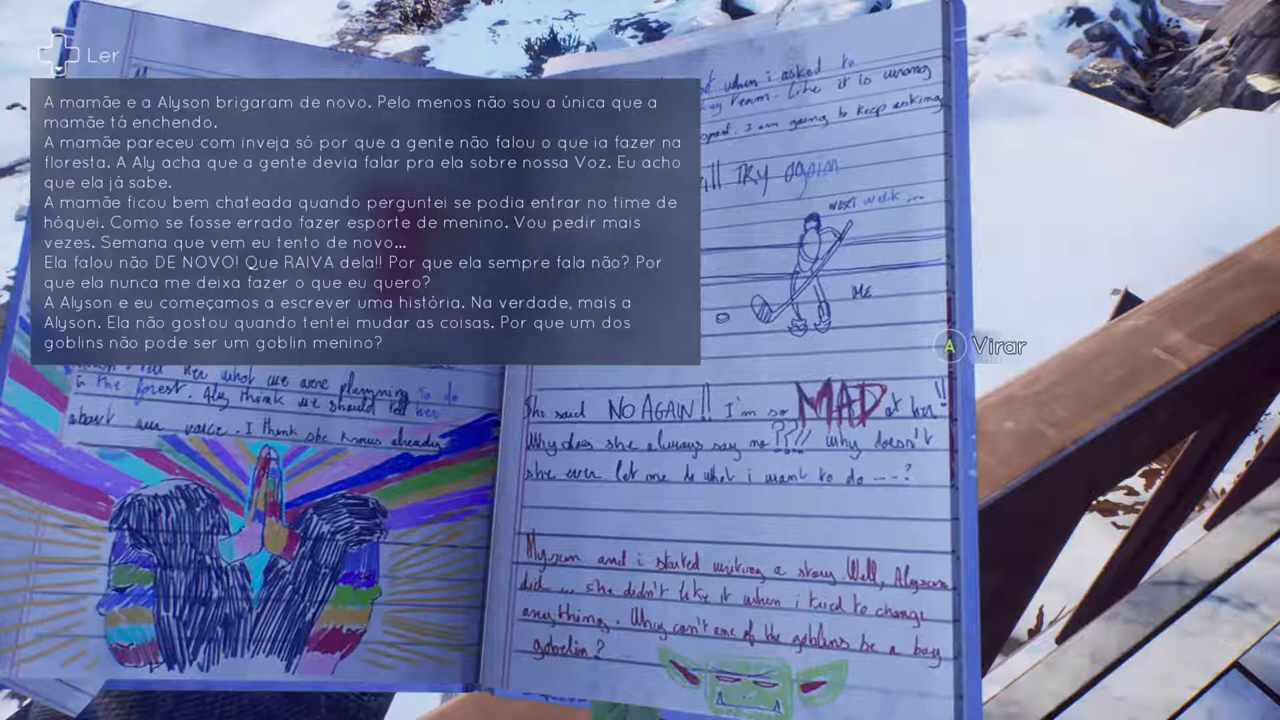 Ler
A mamãe e a Alyson brigaram de novo. Pelo menos não sou a única que a
mamãe tá enchendo.
A mamãe pareceu com inveja só por que a gente não falou o que ia fazer na
floresta. A Aly acha que a gente devia falar pra ela sobre nossa Voz. Eu acho
que ela já sabe.
A mamãe ficou bem chateada quando perguntei se podia entrar no time de
hóquei. Como se fosse errado fazer esporte de menino. Vou pedir mais
vezes. Semana que vem eu tento de novo...
Ela falou não DE NOVO! Que RAIVA dela!! Por que ela sempre fala não? Por
que ela nunca me deixa fazer o que eu quero?
A Alyson e eu começamos a escrever uma história. Na verdade, mais a
Alyson. Ela não gostou quando tentei mudar as coisas. Por que um dos
goblins não pode ser um goblin menino?
her what we are planning to do
in the forest. Aly think we should tell her
about our voice. I think she knows already
when i asked to
team. Like it is wrong
I am going to keep asking
TRY again
NEXT week ...
ME
A Virar
She said NO AGAIN!! I'm so MAD at her!!
Why does she always say no???!! why doesn't
she ever let me do what i want to do ----?
Alyson and i started writing a story. Well, Alyson
did ... she didn't like it when i tried to change
anything. Why can't one of the goblins be a boy
gobelin?